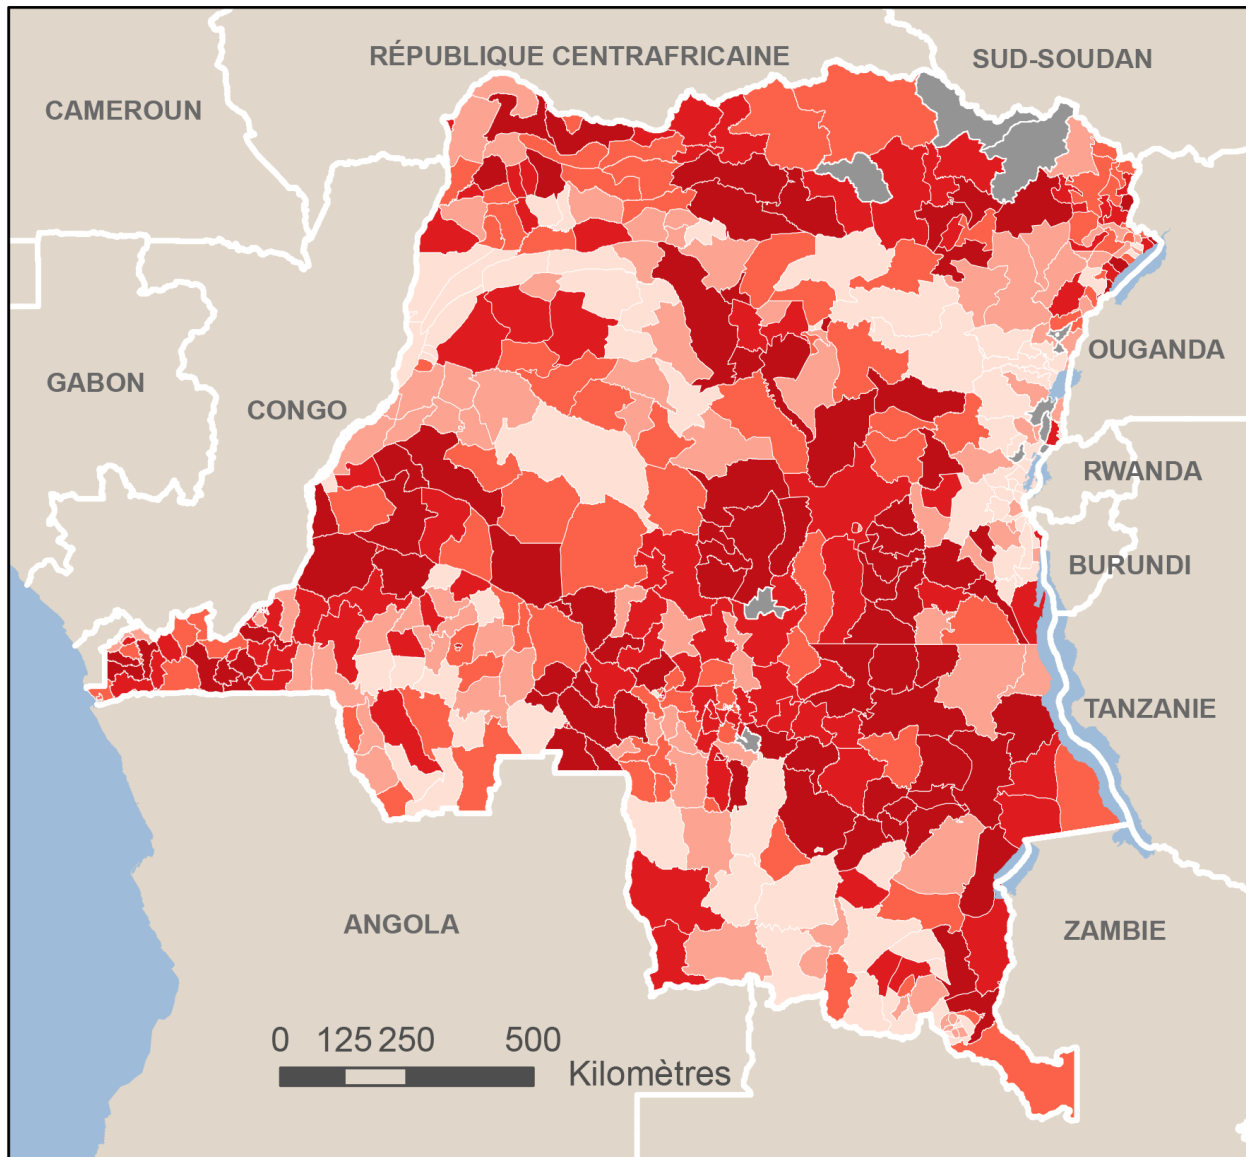 RÉPUBLIQUE CENTRAFRICAINE
SUD-SOUDAN
CAMEROUN
OUGANDA
GABON
CONGO
RWANDA
BURUNDI
TANZANIE
ANGOLA
ZAMBIE
0 125 250 500
Kilomètres